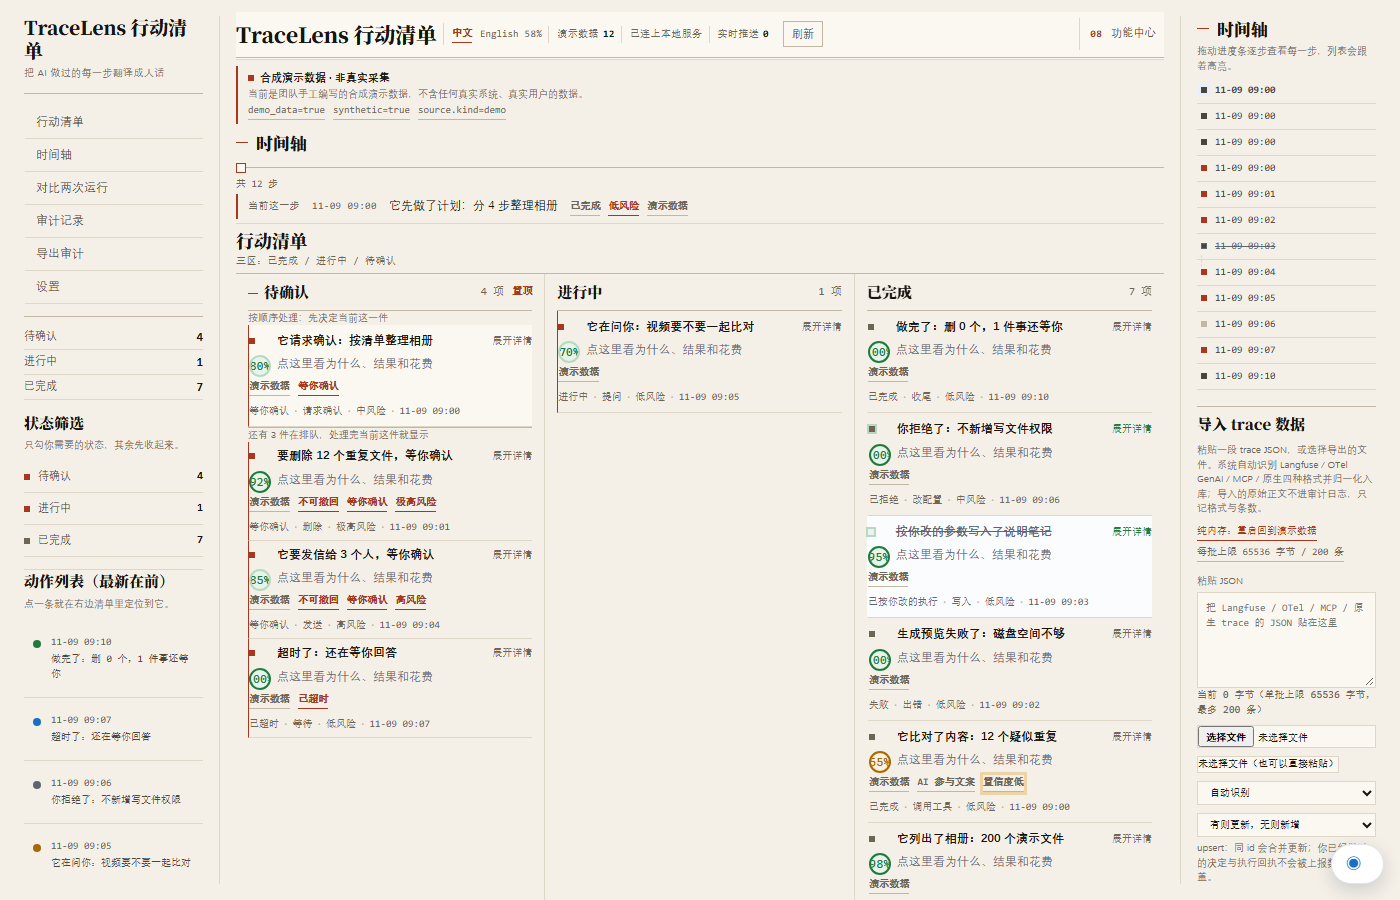 TraceLens 行动清
单
把 AI 做过的每一步翻译成人话
行动清单
时间轴
对比两次运行
审计记录
导出审计
设置
待确认 4
进行中 1
已完成 7
状态筛选
只勾你需要的状态，其余先收起来。
待确认 4
进行中 1
已完成 7
动作列表（最新在前）
点一条就在右边清单里定位到它。
11-09 09:10
做完了：删 0 个，1 件事还等
你
11-09 09:07
超时了：还在等你回答
11-09 09:06
你拒绝了：不新增写文件权限
11-09 09:05
它在问你：视频要不要一起比对
TraceLens 行动清单 中文 English 58% 演示数据 12 已连上本地服务 实时推送 0 刷新 08 功能中心
合成演示数据 · 非真实采集
当前是团队手工编写的合成演示数据，不含任何真实系统、真实用户的数据。
demo_data=true synthetic=true source.kind=demo
时间轴
共 12 步
当前这一步 11-09 09:00 它先做了计划：分 4 步整理相册 已完成 低风险 演示数据
行动清单
三区：已完成 / 进行中 / 待确认
待确认 4 项 置顶
按顺序处理：先决定当前这一件
它请求确认：按清单整理相册 展开详情
80% 点这里看为什么、结果和花费
演示数据 等你确认
等你确认 · 请求确认 · 中风险 · 11-09 09:00
还有 3 件在排队，处理完当前这件就显示
要删除 12 个重复文件，等你确认 展开详情
92% 点这里看为什么、结果和花费
演示数据 不可撤回 等你确认 极高风险
等你确认 · 删除 · 极高风险 · 11-09 09:01
它要发信给 3 个人，等你确认 展开详情
85% 点这里看为什么、结果和花费
演示数据 不可撤回 等你确认 高风险
等你确认 · 发送 · 高风险 · 11-09 09:04
超时了：还在等你回答 展开详情
00 点这里看为什么、结果和花费
演示数据 已超时
已超时 · 等待 · 低风险 · 11-09 09:07
进行中 1 项
它在问你：视频要不要一起比对 展开详情
70% 点这里看为什么、结果和花费
演示数据
进行中 · 提问 · 低风险 · 11-09 09:05
已完成 7 项
做完了：删 0 个，1 件事还等你 展开详情
00 点这里看为什么、结果和花费
演示数据
已完成 · 收尾 · 低风险 · 11-09 09:10
你拒绝了：不新增写文件权限 展开详情
00 点这里看为什么、结果和花费
演示数据
已拒绝 · 改配置 · 中风险 · 11-09 09:06
按你改的参数写入了说明笔记 展开详情
95% 点这里看为什么、结果和花费
演示数据
已按你改的执行 · 写入 · 低风险 · 11-09 09:03
生成预览失败了：磁盘空间不够 展开详情
00 点这里看为什么、结果和花费
演示数据
失败 · 出错 · 低风险 · 11-09 09:02
它比对了内容：12 个疑似重复 展开详情
55% 点这里看为什么、结果和花费
演示数据 AI 参与文案 置信度低
已完成 · 调用工具 · 低风险 · 11-09 09:00
它列出了相册：200 个演示文件 展开详情
98% 点这里看为什么、结果和花费
演示数据
时间轴
拖动进度条逐步查看每一步，列表会跟
着高亮。
11-09 09:00
11-09 09:00
11-09 09:00
11-09 09:00
11-09 09:01
11-09 09:02
11-09 09:03
11-09 09:04
11-09 09:05
11-09 09:06
11-09 09:07
11-09 09:10
导入 trace 数据
粘贴一段 trace JSON，或选择导出的文
件。系统自动识别 Langfuse / OTel
GenAI / MCP / 原生四种格式并归一化入
库；导入的原始正文不进审计日志，只
记格式与条数。
纯内存：重启回到演示数据
每批上限 65536 字节 / 200 条
粘贴 JSON
把 Langfuse / OTel / MCP / 原
生 trace 的 JSON 贴在这里
当前 0 字节（单批上限 65536 字节，
最多 200 条）
选择文件 未选择文件
未选择文件（也可以直接粘贴）
自动识别
有则更新，无则新增
upsert：同 id 会合并更新；你已
的决定与执行回执不会被上报
盖。